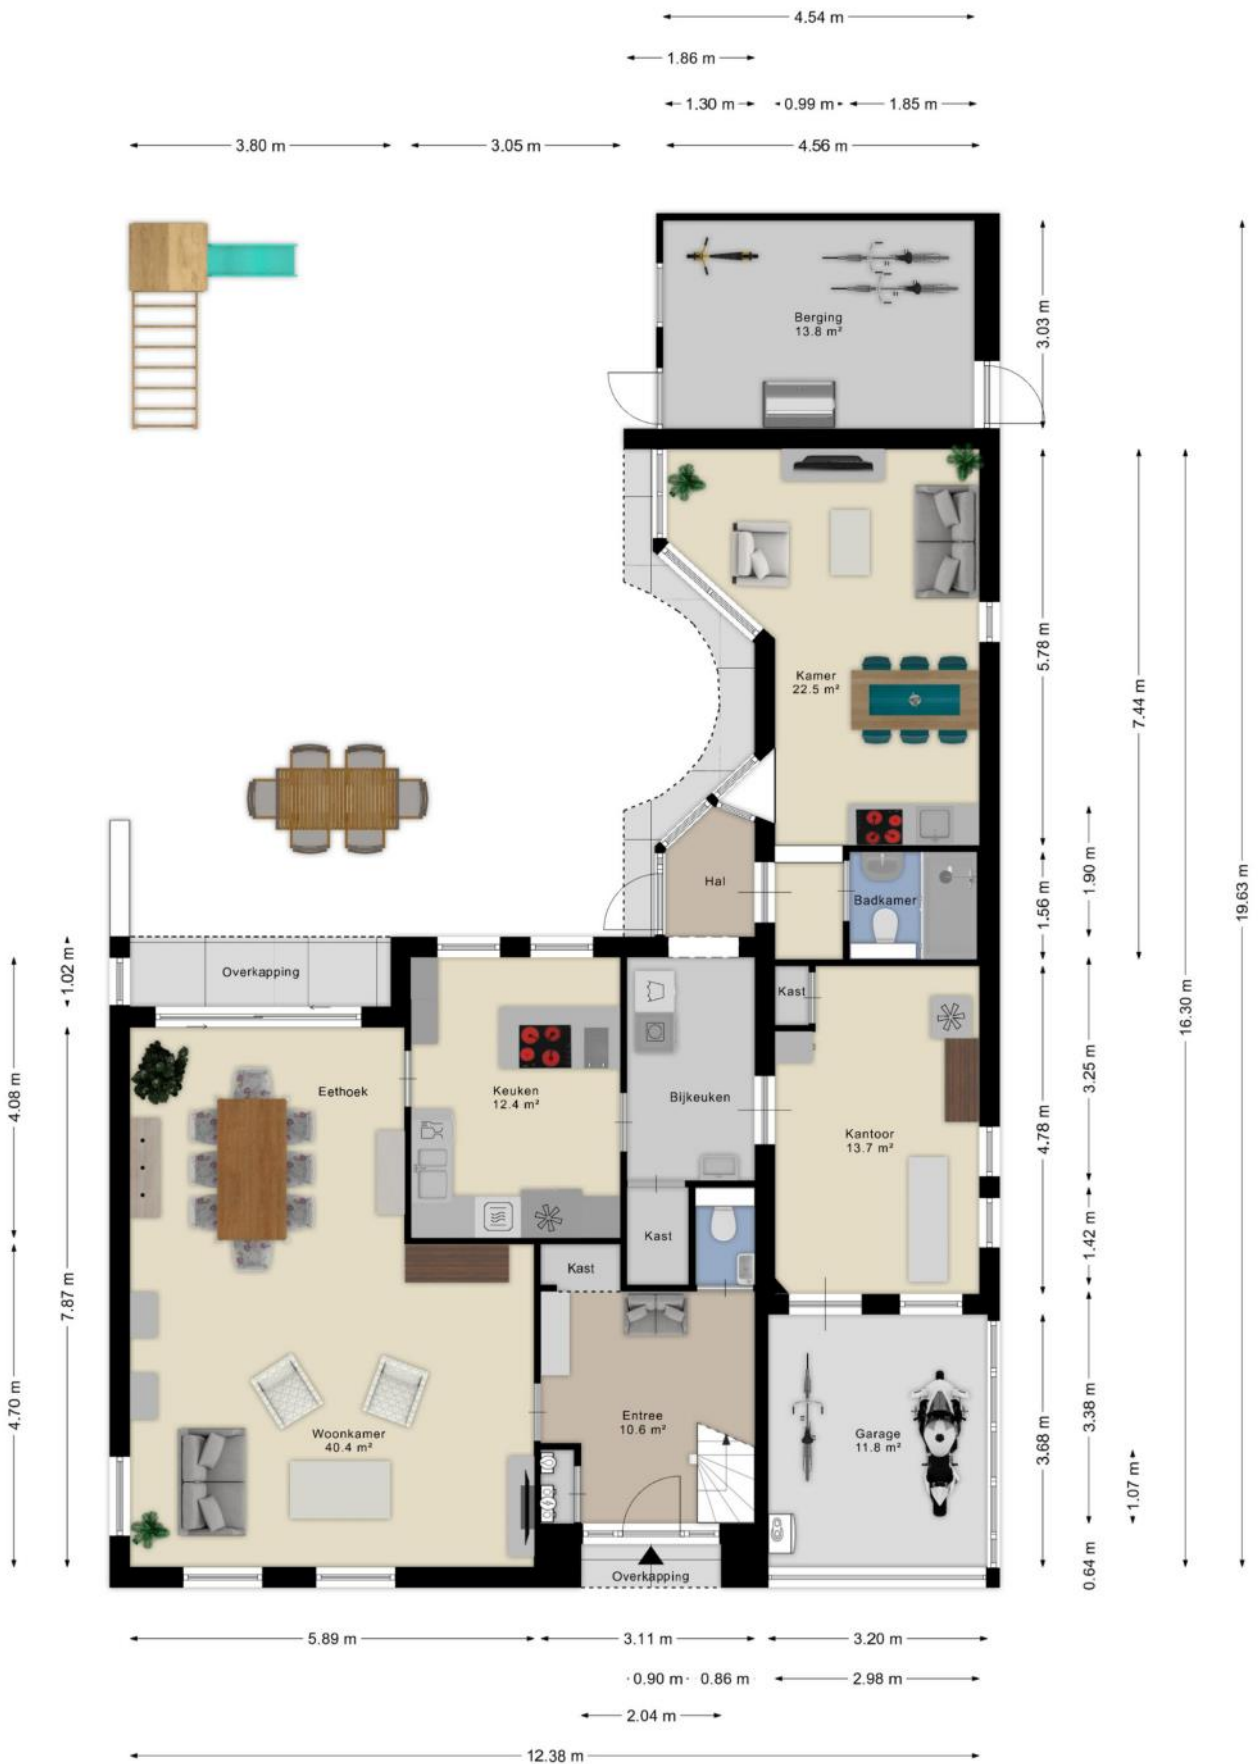 4.54 m
1.86 m
1.30 m
0.99 m
1.85 m
3.80 m
3.05 m
4.56 m
Berging
13.8 m²
3.03 m
Kamer
22.5 m²
5.78 m
7.44 m
16.30 m
19.63 m
Hal
Badkamer
1.56 m
1.90 m
Overkapping
1.02 m
Kast
Eethoek
Keuken
12.4 m²
Bijkeuken
Kantoor
13.7 m²
4.08 m
4.78 m
3.25 m
Kast
Kast
1.42 m
7.87 m
4.70 m
Woonkamer
40.4 m²
Entree
10.6 m²
Garage
11.8 m²
3.68 m
3.38 m
1.07 m
0.64 m
Overkapping
5.89 m
3.11 m
3.20 m
0.90 m
0.86 m
2.98 m
2.04 m
12.38 m